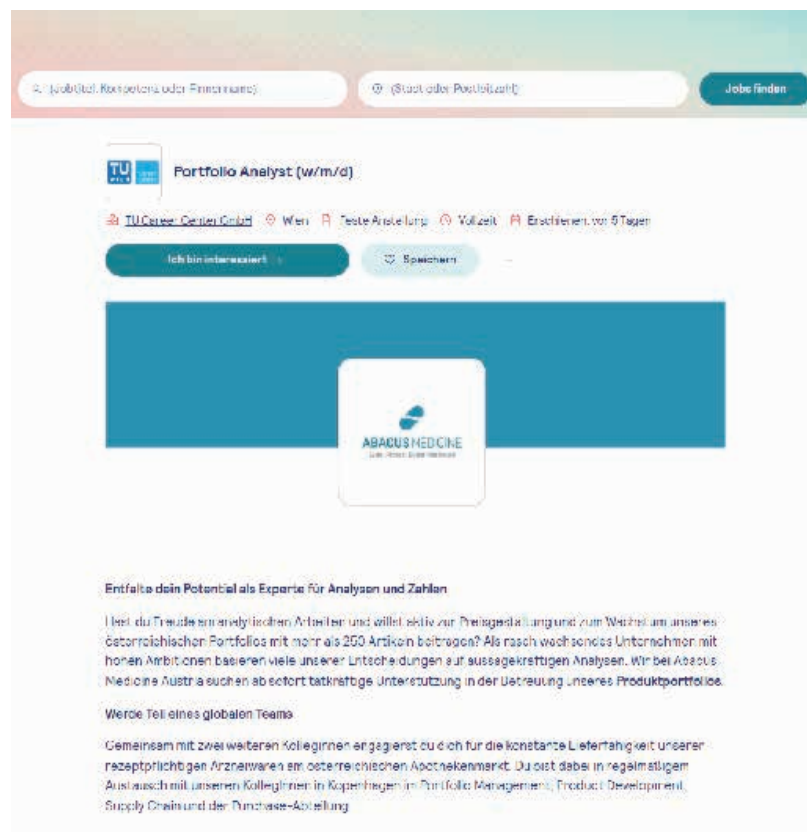 (Jobtitel, Kompetenz oder Firmenname)
(Stadt oder Postleitzahl)
Jobs finden
TU
Portfolio Analyst (w/m/d)
TU Career Center GmbH Wien Feste Anstellung Vollzeit Erschienen: vor 5 Tagen
Ich bin interessiert
Speichern
ABACUS MEDICINE
Entfalte dein Potential als Experte für Analysen und Zahlen
Hast du Freude am analytischen Arbeiten und willst aktiv zur Preisgestaltung und zum Wachstum unseres
österreichischen Portfolios mit mehr als 250 Artikeln beitragen? Als rasch wachsendes Unternehmen mit
hohen Ambitionen basieren viele unserer Entscheidungen auf aussagekräftigen Analysen. Wir bei Abacus
Medicine Austria suchen ab sofort tatkräftige Unterstützung in der Betreuung unseres Produktportfolios.
Werde Teil eines globalen Teams
Gemeinsam mit zwei weiteren Kolleginnen engagierst du dich für die konstante Lieferfähigkeit unserer
rezeptpflichtigen Arzneiwaren am österreichischen Apothekenmarkt. Du bist dabei in regelmäßigem
Austausch mit unseren KollegInnen in Kopenhagen im Portfolio Management, Product Development,
Supply Chain und der Purchase-Abteilung